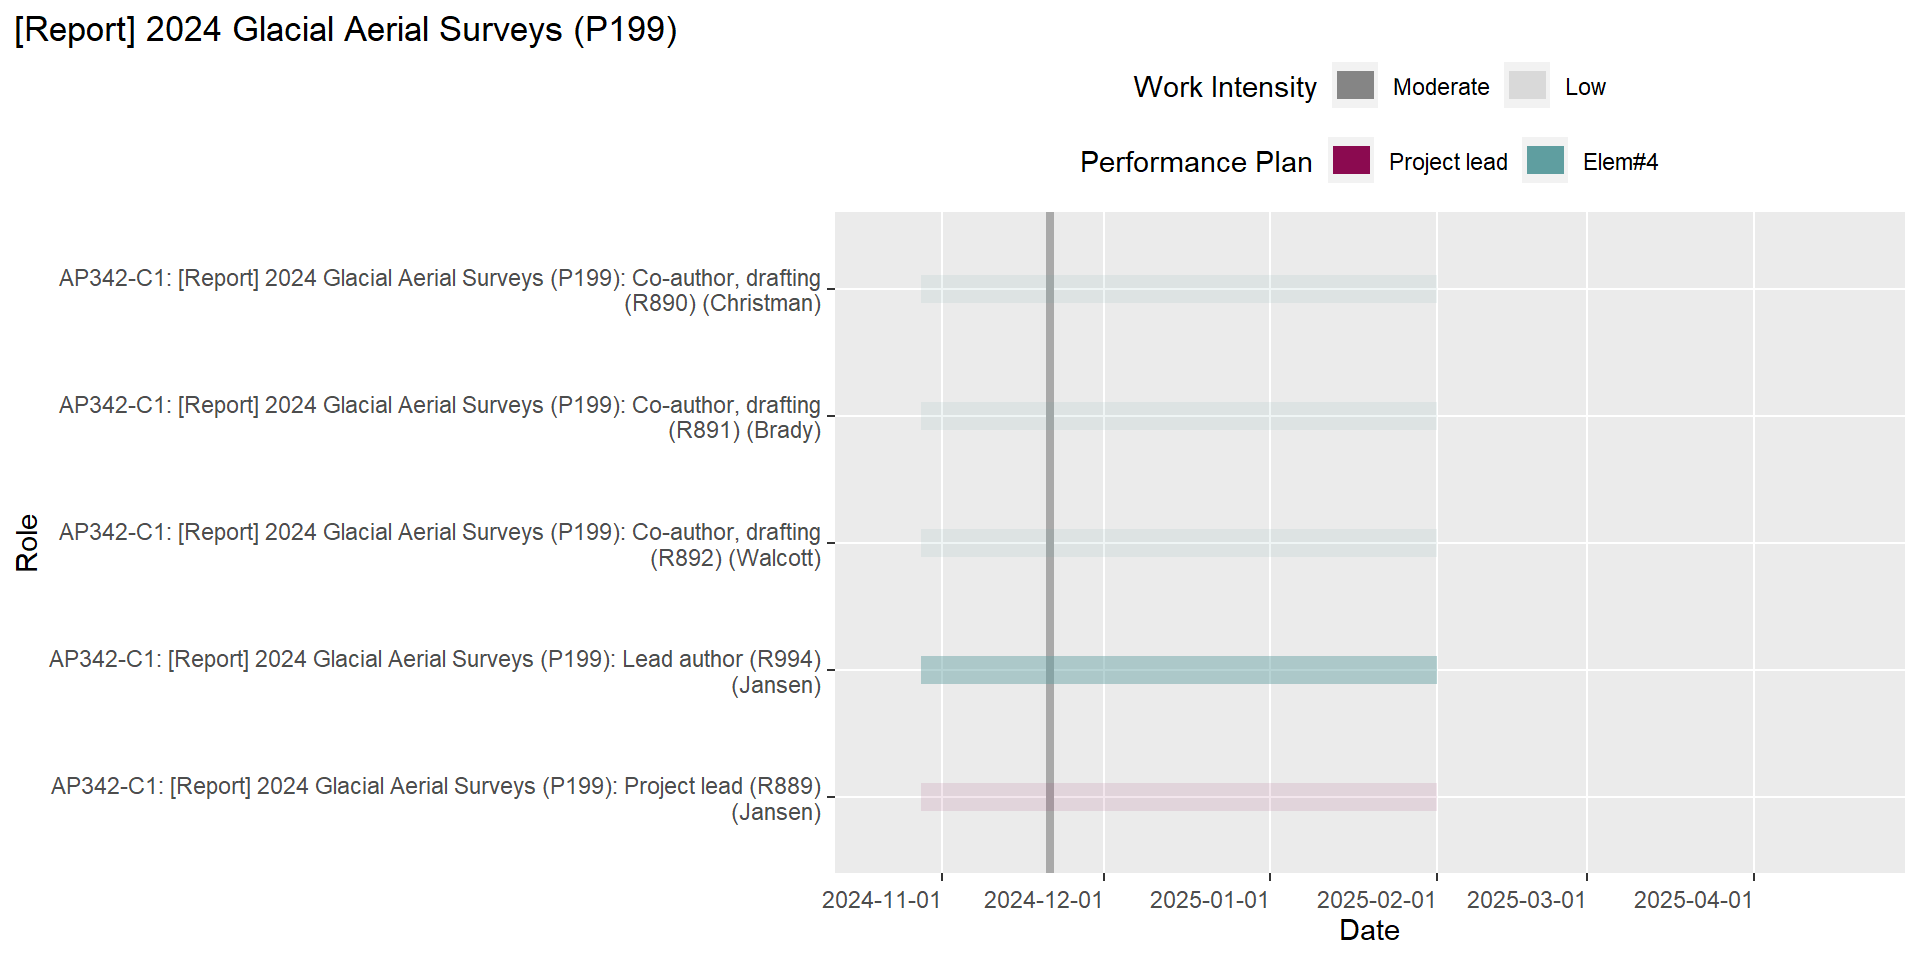 [Report] 2024 Glacial Aerial Surveys (P199)
Work Intensity Moderate Low
Performance Plan Project lead Elem#4
AP342-C1: [Report] 2024 Glacial Aerial Surveys (P199): Co-author, drafting
(R890) (Christman)
AP342-C1: [Report] 2024 Glacial Aerial Surveys (P199): Co-author, drafting
(R891) (Brady)
AP342-C1: [Report] 2024 Glacial Aerial Surveys (P199): Co-author, drafting
(R892) (Walcott)
AP342-C1: [Report] 2024 Glacial Aerial Surveys (P199): Lead author (R994)
(Jansen)
AP342-C1: [Report] 2024 Glacial Aerial Surveys (P199): Project lead (R889)
(Jansen)
Role
2024-11-01 2024-12-01 2025-01-01 2025-02-01 2025-03-01 2025-04-01
Date